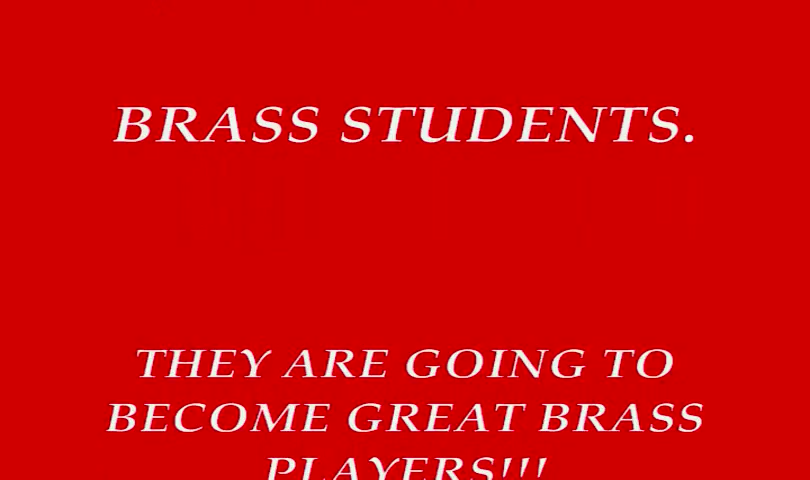 BRASS STUDENTS.
THEY ARE GOING TO
BECOME GREAT BRASS
PLAYERS!!!